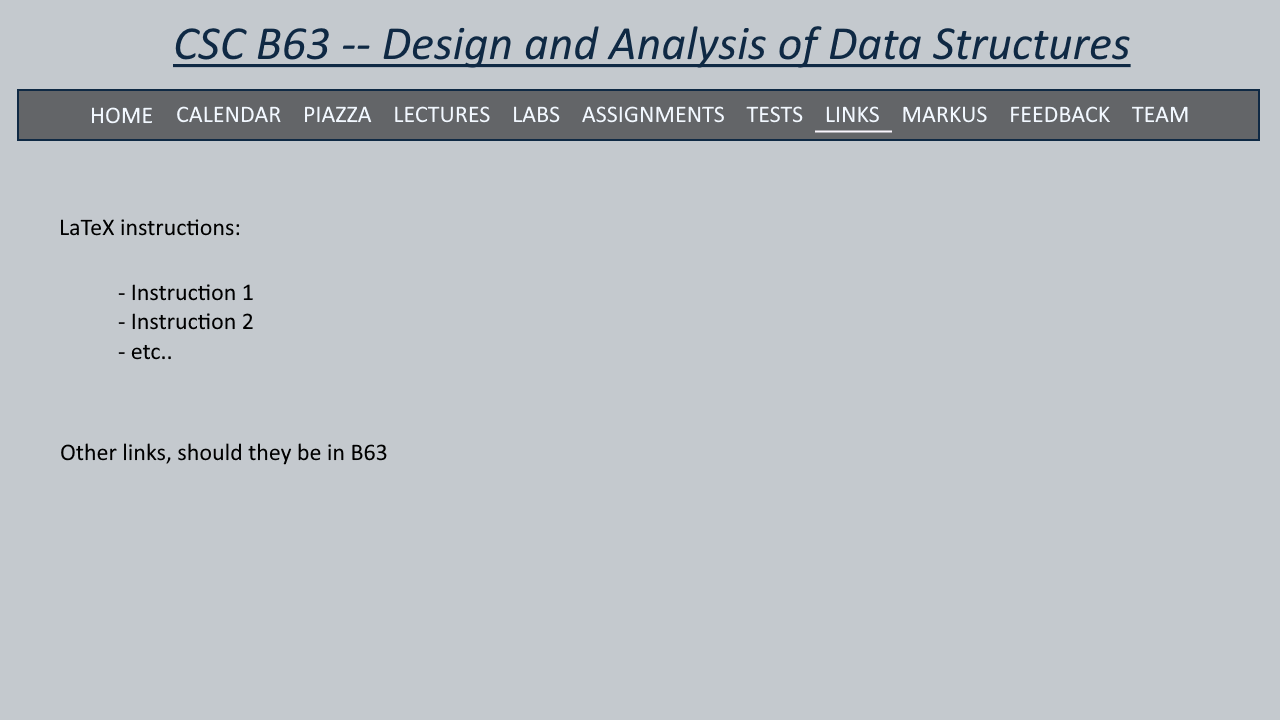 CSC B63 -- Design and Analysis of Data Structures
HOME CALENDAR PIAZZA LECTURES LABS ASSIGNMENTS TESTS LINKS MARKUS FEEDBACK TEAM
LaTeX instructions:
- Instruction 1
- Instruction 2
- etc..
Other links, should they be in B63